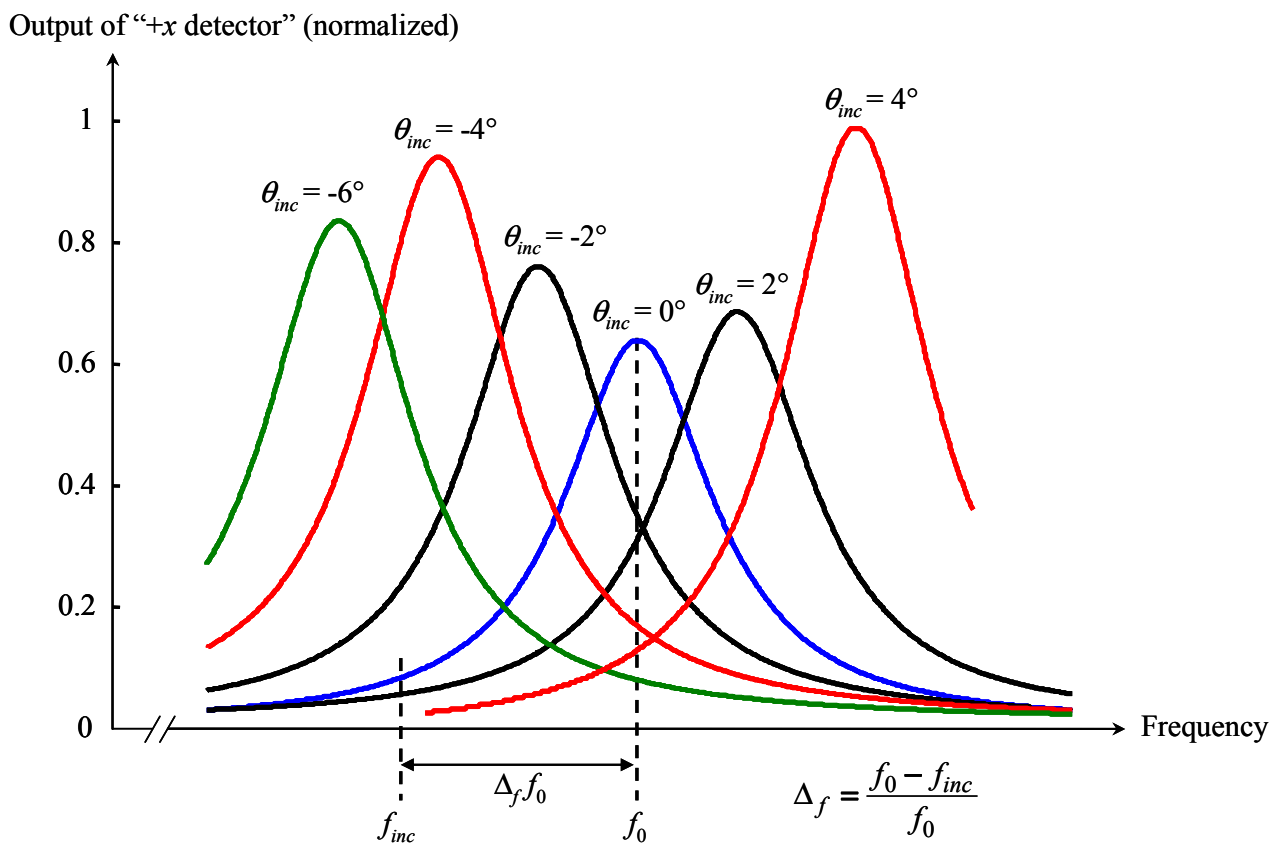 Output of “+x detector” (normalized)
1
θinc = 4°
θinc = -4°
θinc = -6°
0.8
θinc = -2°
θinc = 2°
θinc = 0°
0.6
0.4
0.2
0
Frequency
Δf f0
Δf = (f0 − finc) / f0
finc
f0